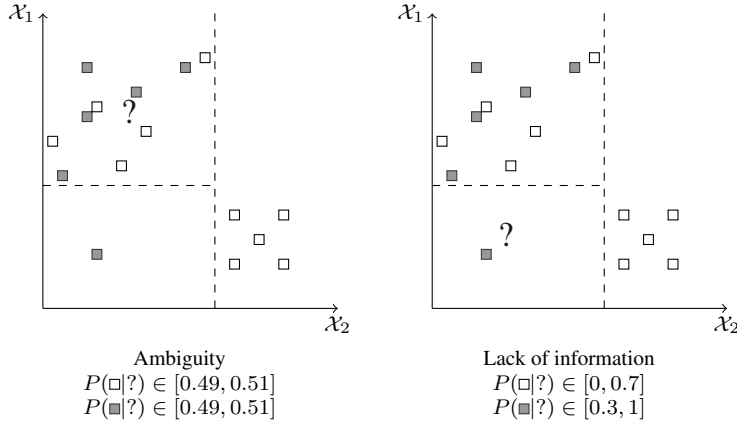 𝒳₁
?
𝒳₂
Ambiguity
P(□|?) ∈ [0.49, 0.51]
P(■|?) ∈ [0.49, 0.51]
𝒳₁
?
𝒳₂
Lack of information
P(□|?) ∈ [0, 0.7]
P(■|?) ∈ [0.3, 1]